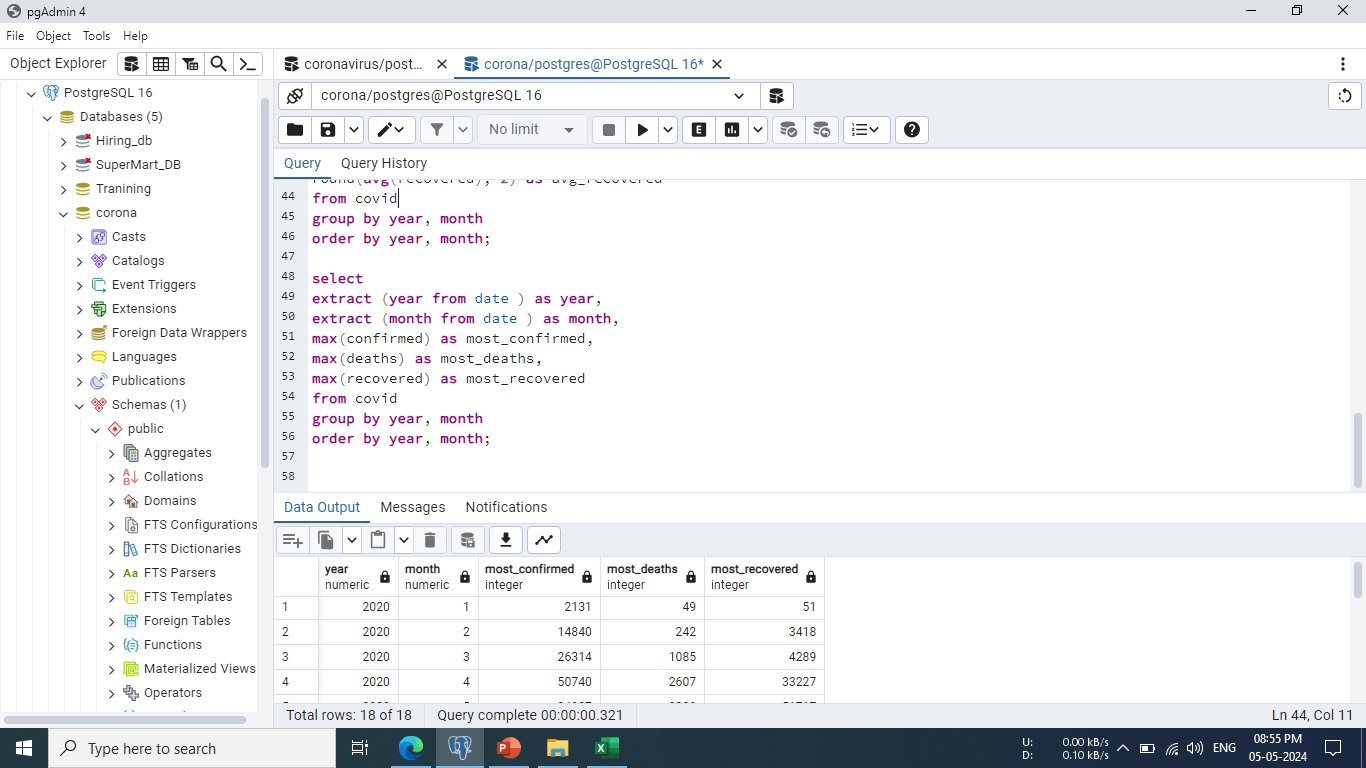 pgAdmin 4
File Object Tools Help
Object Explorer
coronavirus/post...
corona/postgres@PostgreSQL 16*
PostgreSQL 16
Databases (5)
Hiring_db
SuperMart_DB
Tranining
corona
Casts
Catalogs
Event Triggers
Extensions
Foreign Data Wrappers
Languages
Publications
Schemas (1)
public
Aggregates
Collations
Domains
FTS Configurations
FTS Dictionaries
FTS Parsers
FTS Templates
Foreign Tables
Functions
Materialized Views
Operators
corona/postgres@PostgreSQL 16
No limit
E
Query Query History
round(avg(recovered), 2) as avg_recovered
44 from covid
45 group by year, month
46 order by year, month;
47
48 select
49 extract (year from date ) as year,
50 extract (month from date ) as month,
51 max(confirmed) as most_confirmed,
52 max(deaths) as most_deaths,
53 max(recovered) as most_recovered
54 from covid
55 group by year, month
56 order by year, month;
57
58
Data Output Messages Notifications
year month most_confirmed most_deaths most_recovered
numeric numeric integer integer integer
1 2020 1 2131 49 51
2 2020 2 14840 242 3418
3 2020 3 26314 1085 4289
4 2020 4 50740 2607 33227
Total rows: 18 of 18 Query complete 00:00:00.321 Ln 44, Col 11
Type here to search
U: 0.00 kB/s
D: 0.10 kB/s
ENG
08:55 PM
05-05-2024